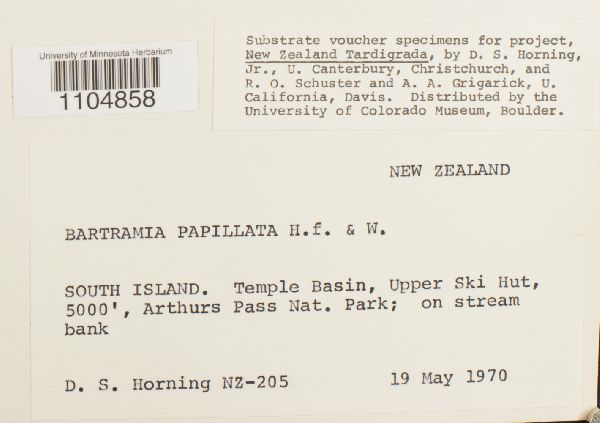 University of Minnesota Herbarium
1104858
Substrate voucher specimens for project,
New Zealand Tardigrada, by D. S. Horning,
Jr., U. Canterbury, Christchurch, and
R. O. Schuster and A. A. Grigarick, U.
California, Davis. Distributed by the
University of Colorado Museum, Boulder.
NEW ZEALAND
BARTRAMIA PAPILLATA H.f. & W.
SOUTH ISLAND. Temple Basin, Upper Ski Hut,
5000', Arthurs Pass Nat. Park; on stream
bank
D. S. Horning NZ-205 19 May 1970